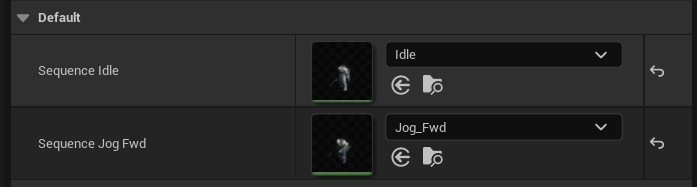 Default
Sequence Idle
Idle
Sequence Jog Fwd
Jog_Fwd